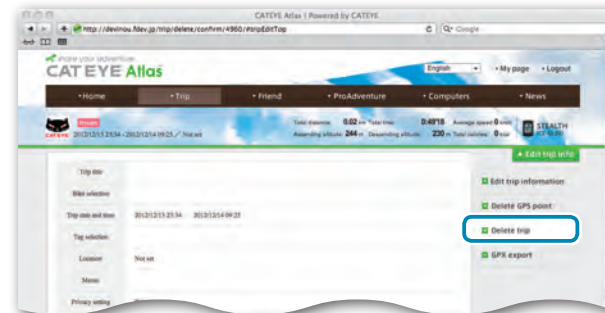 CATEYE Atlas | Powered by CATEYE
http://devinou.fdev.jp/trip/delete/confirm/4960/#tripEditTop
Google
share your adventure
CATEYE Atlas
English
My page
Logout
Home
Trip
Friend
ProAdventure
Computers
News
Private
Total distance 0.02 km Total time 0:49'18 Average speed 0 km/h
2012/12/13 23:34 - 2012/12/14 09:25 / Not set
Ascending altitude 244 m Descending altitude 230 m Total calories 0 kcal
STEALTH
Edit trip info
Trip title
Bike selection
Trip date and time 2012/12/13 23:34 2012/12/14 09:25
Tag selection
Location Not set
Memo
Privacy setting
Edit trip information
Delete GPS point
Delete trip
GPX export